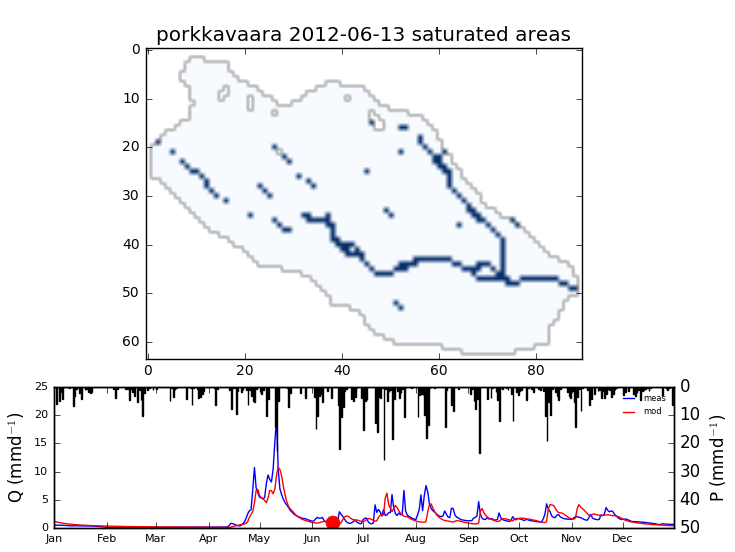 porkkavaara 2012-06-13 saturated areas
0
10
20
30
40
50
60
0 20 40 60 80
25
20
15
10
5
0
Q (mmd⁻¹)
meas
mod
0
10
20
30
40
50
P (mmd⁻¹)
Jan Feb Mar Apr May Jun Jul Aug Sep Oct Nov Dec